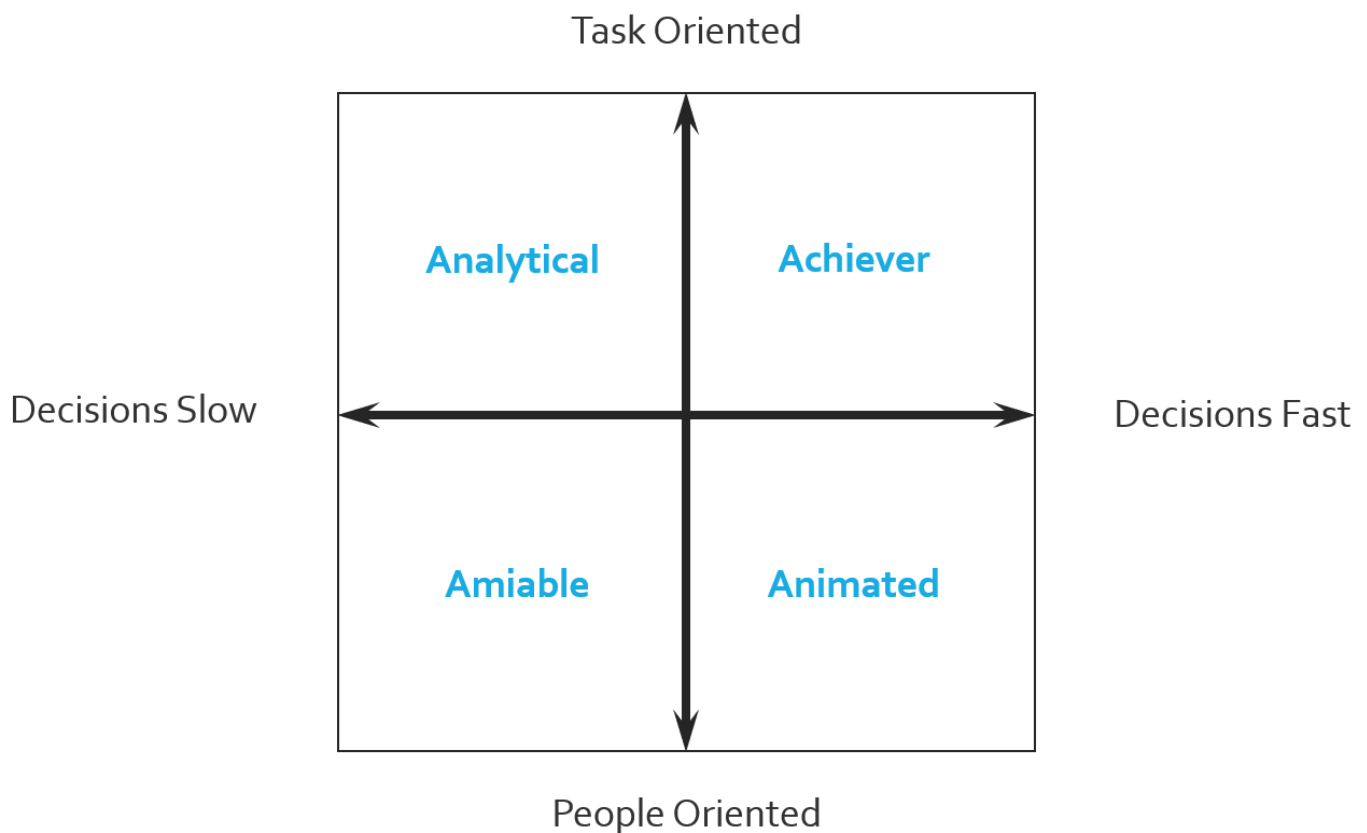 Task Oriented
Analytical
Achiever
Decisions Slow
Decisions Fast
Amiable
Animated
People Oriented